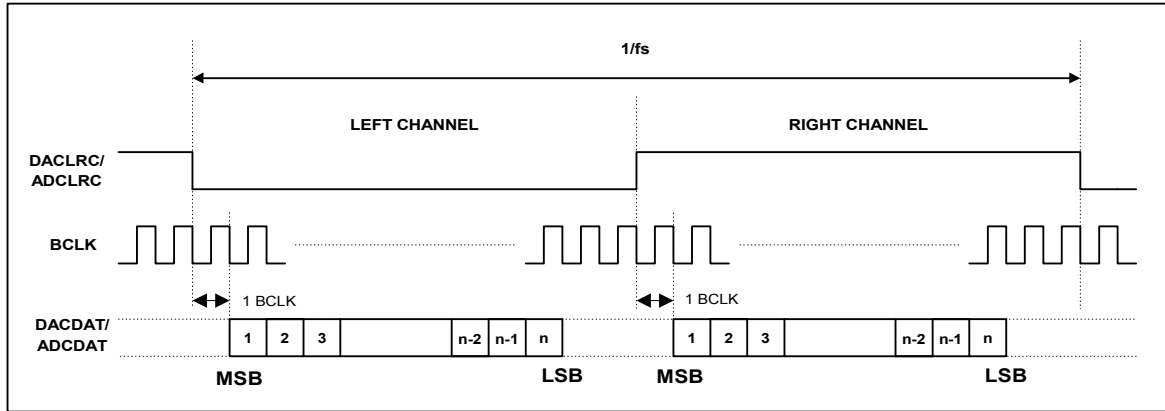 1/fs
LEFT CHANNEL
RIGHT CHANNEL
DACLRC/
ADCLRC
BCLK
1 BCLK
1 BCLK
DACDAT/
ADCDAT
1 2 3 n-2 n-1 n
1 2 3 n-2 n-1 n
MSB
LSB
MSB
LSB